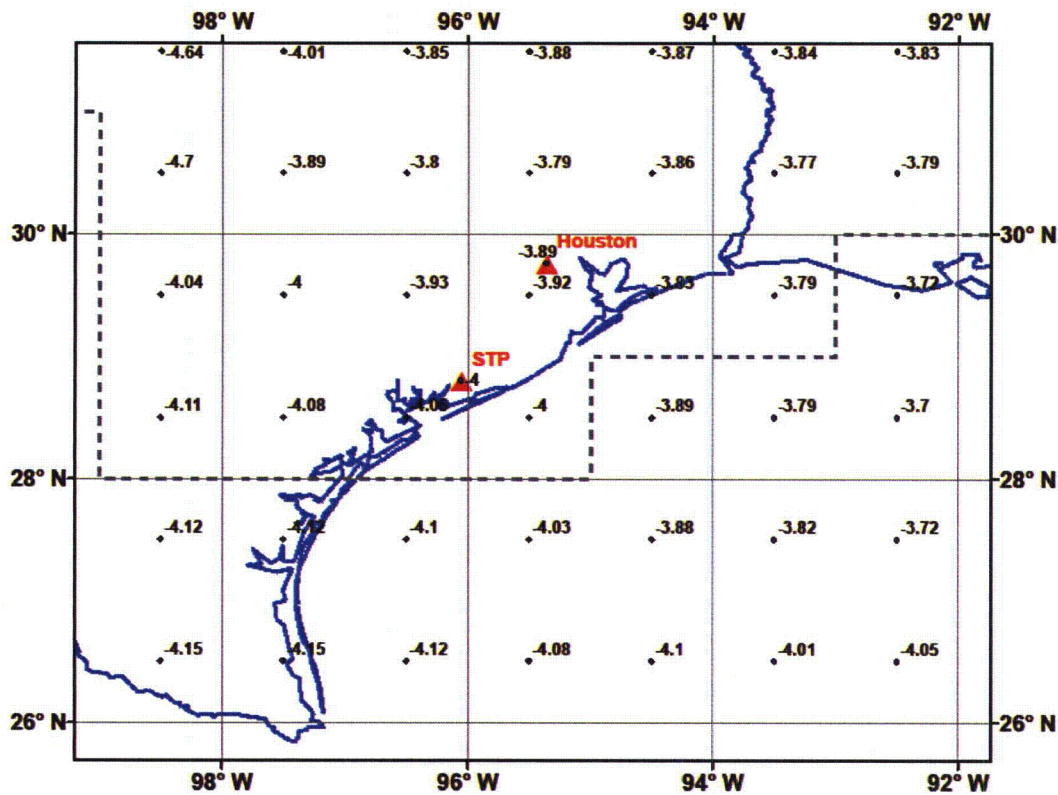 98° W 96° W 94° W 92° W
-4.64 -4.01 -3.85 -3.88 -3.87 -3.84 -3.83
-4.7 -3.89 -3.8 -3.79 -3.86 -3.77 -3.79
30° N 30° N
Houston
-3.89
-4.04 -4 -3.93 -3.92 -3.83 -3.79 -3.72
STP
-4
-4.11 -4.08 -4 -3.89 -3.79 -3.7
28° N 28° N
-4.12 -4.12 -4.1 -4.03 -3.88 -3.82 -3.72
-4.15 -4.15 -4.12 -4.08 -4.1 -4.01 -4.05
26° N 26° N
98° W 96° W 94° W 92° W